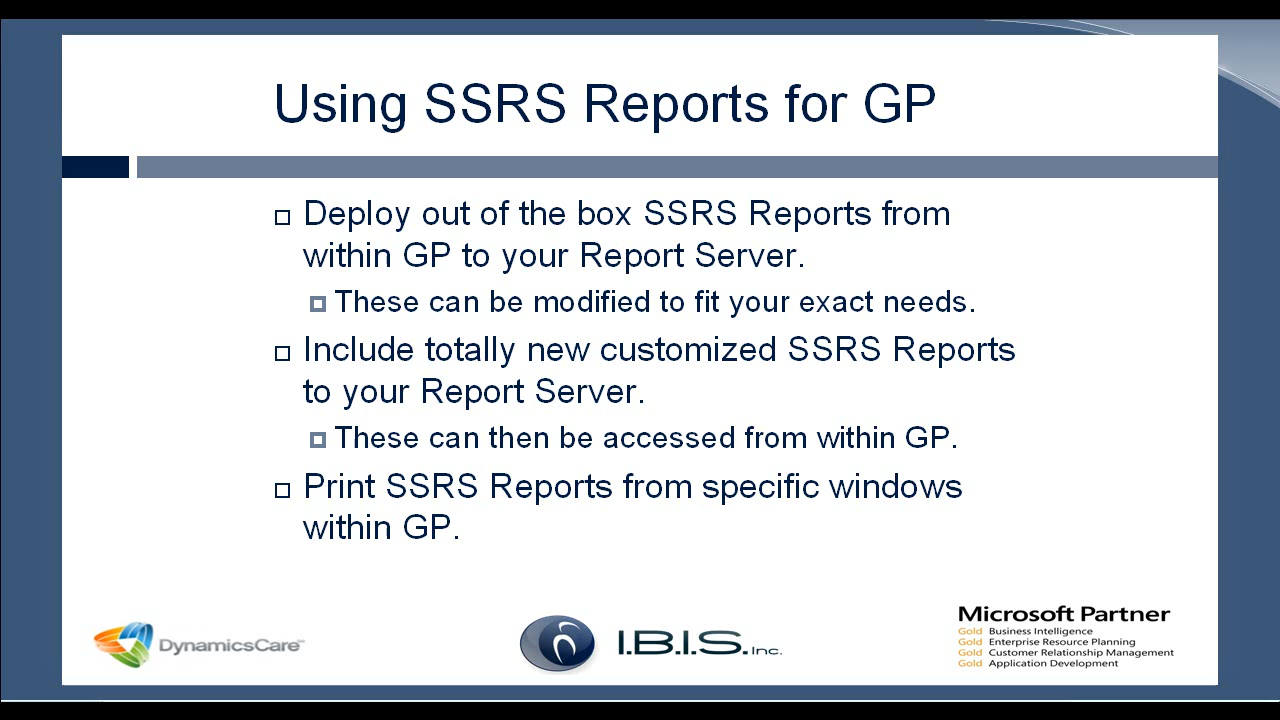 Using SSRS Reports for GP
Deploy out of the box SSRS Reports from
within GP to your Report Server.
These can be modified to fit your exact needs.
Include totally new customized SSRS Reports
to your Report Server.
These can then be accessed from within GP.
Print SSRS Reports from specific windows
within GP.
DynamicsCare
I.B.I.S. Inc.
Microsoft Partner
Gold Business Intelligence
Gold Enterprise Resource Planning
Gold Customer Relationship Management
Gold Application Development